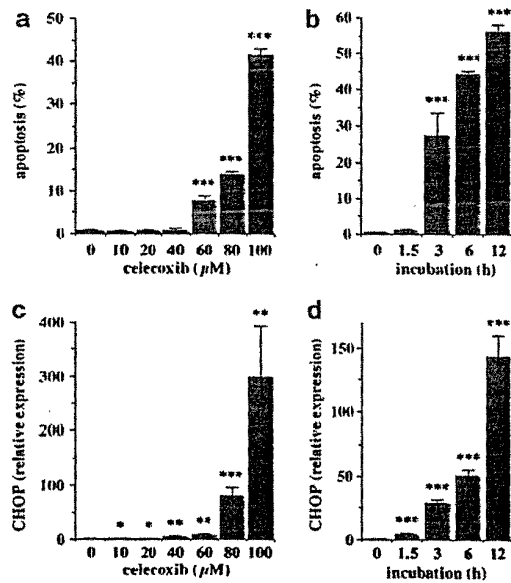 a
***
50
40
30
20
10
0
***
***
apoptosis (%)
0 10 20 40 60 80 100
celecoxib (µM)
b
***
60
50
40
30
20
10
0
***
***
apoptosis (%)
0 1.5 3 6 12
incubation (h)
c
**
400
300
200
100
0
***
* * ** **
CHOP (relative expression)
0 10 20 40 60 80 100
celecoxib (µM)
d
***
150
100
50
0
***
***
***
CHOP (relative expression)
0 1.5 3 6 12
incubation (h)